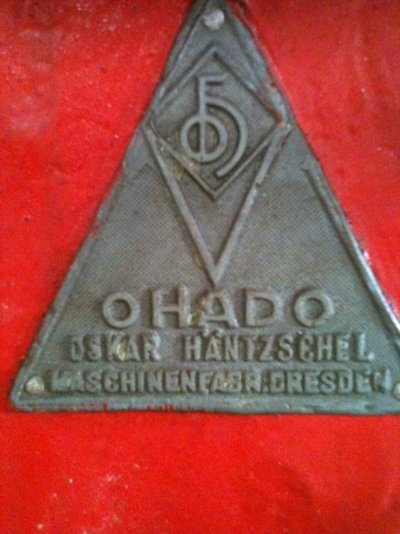 OHADO
OSKAR HÄNTZSCHEL
MASCHINENFABR. DRESDEN